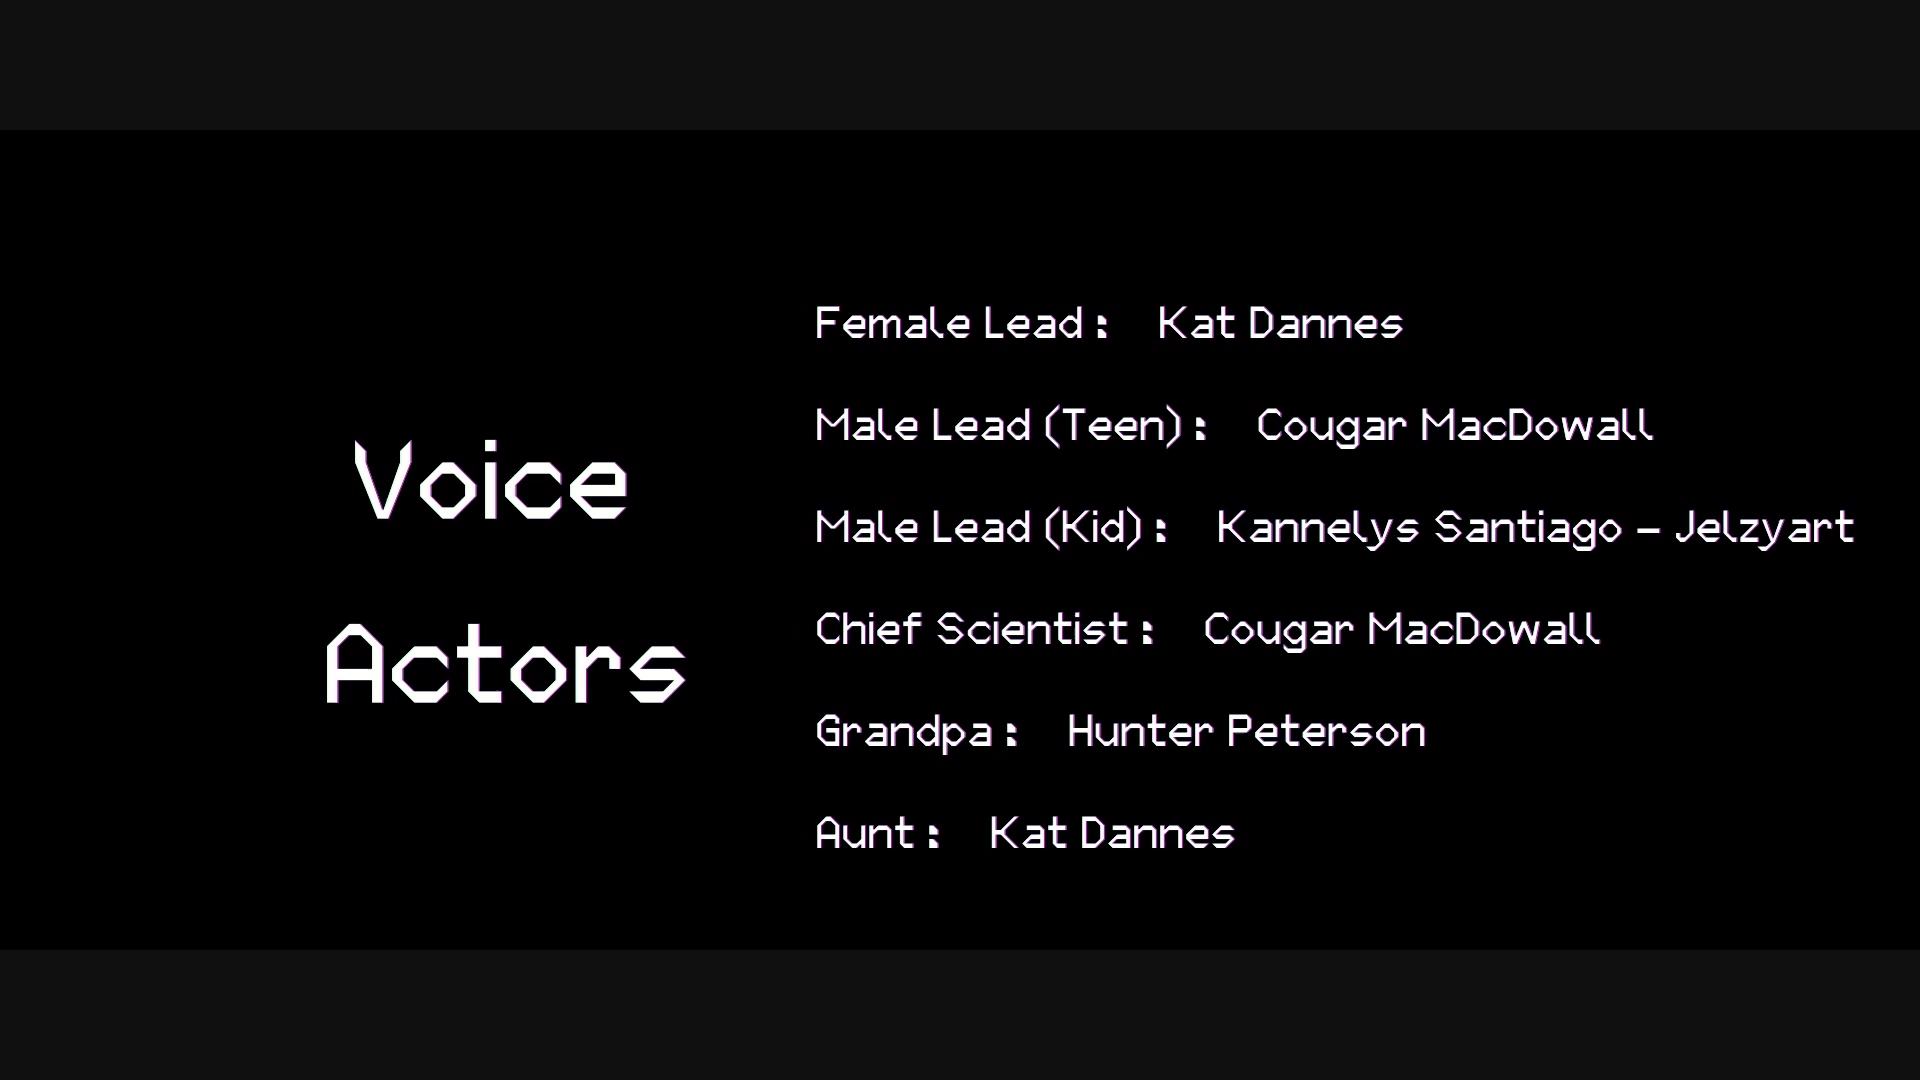 Voice
Actors
Female Lead: Kat Dannes
Male Lead (Teen): Cougar MacDowall
Male Lead (Kid): Kannelys Santiago - Jelzyart
Chief Scientist: Cougar MacDowall
Grandpa: Hunter Peterson
Aunt: Kat Dannes